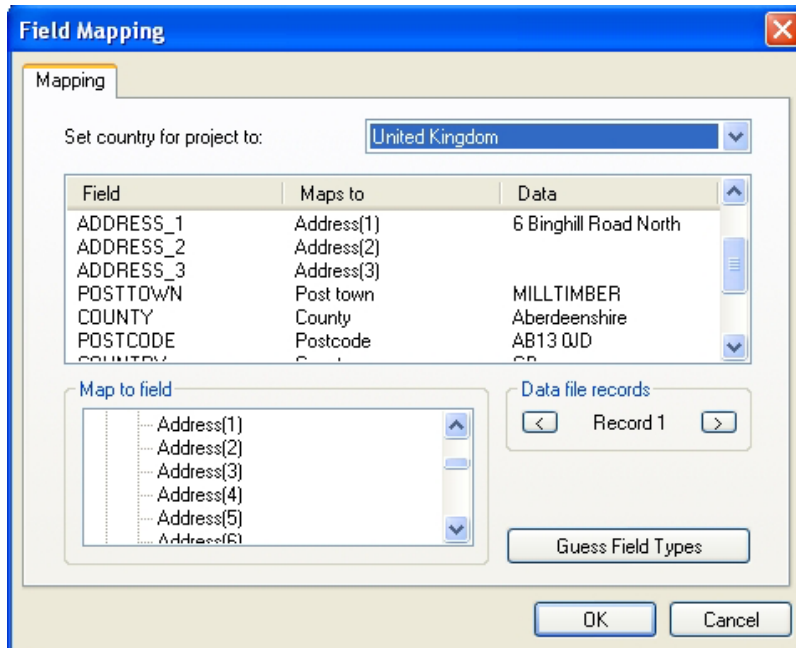 Field Mapping
Mapping
Set country for project to: United Kingdom
Field Maps to Data
ADDRESS_1 Address(1) 6 Binghill Road North
ADDRESS_2 Address(2)
ADDRESS_3 Address(3)
POSTTOWN Post town MILLTIMBER
COUNTY County Aberdeenshire
POSTCODE Postcode AB13 0JD
COUNTRY
Map to field
Address(1)
Address(2)
Address(3)
Address(4)
Address(5)
Address(6)
Data file records
< Record 1 >
Guess Field Types
OK Cancel